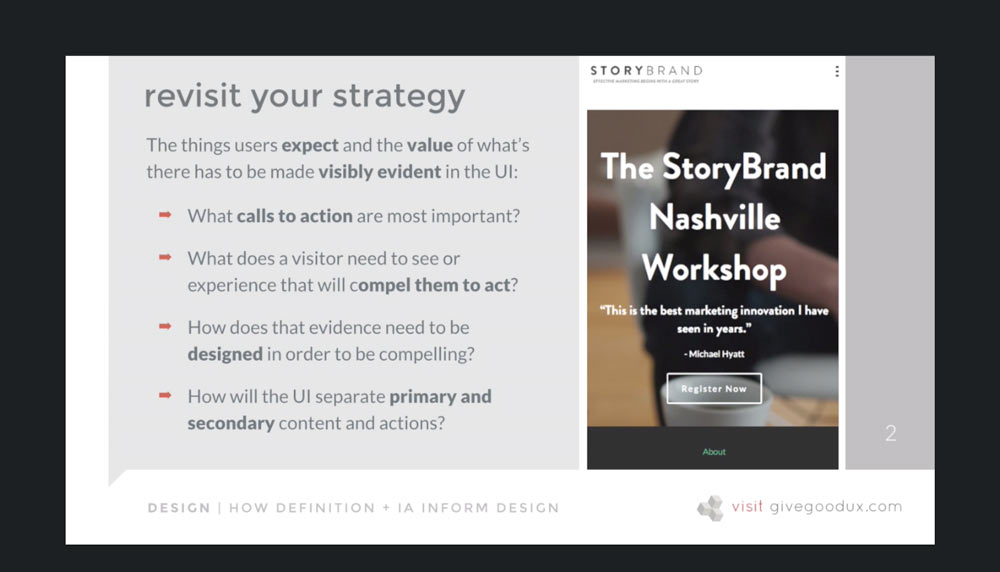 revisit your strategy
The things users expect and the value of what's
there has to be made visibly evident in the UI:
What calls to action are most important?
What does a visitor need to see or
experience that will compel them to act?
How does that evidence need to be
designed in order to be compelling?
How will the UI separate primary and
secondary content and actions?
STORYBRAND
EFFECTIVE MARKETING BEGINS WITH A GREAT STORY
The StoryBrand
Nashville
Workshop
"This is the best marketing innovation I have
seen in years."
- Michael Hyatt
Register Now
About
2
DESIGN | HOW DEFINITION + IA INFORM DESIGN
visit givegoodux.com